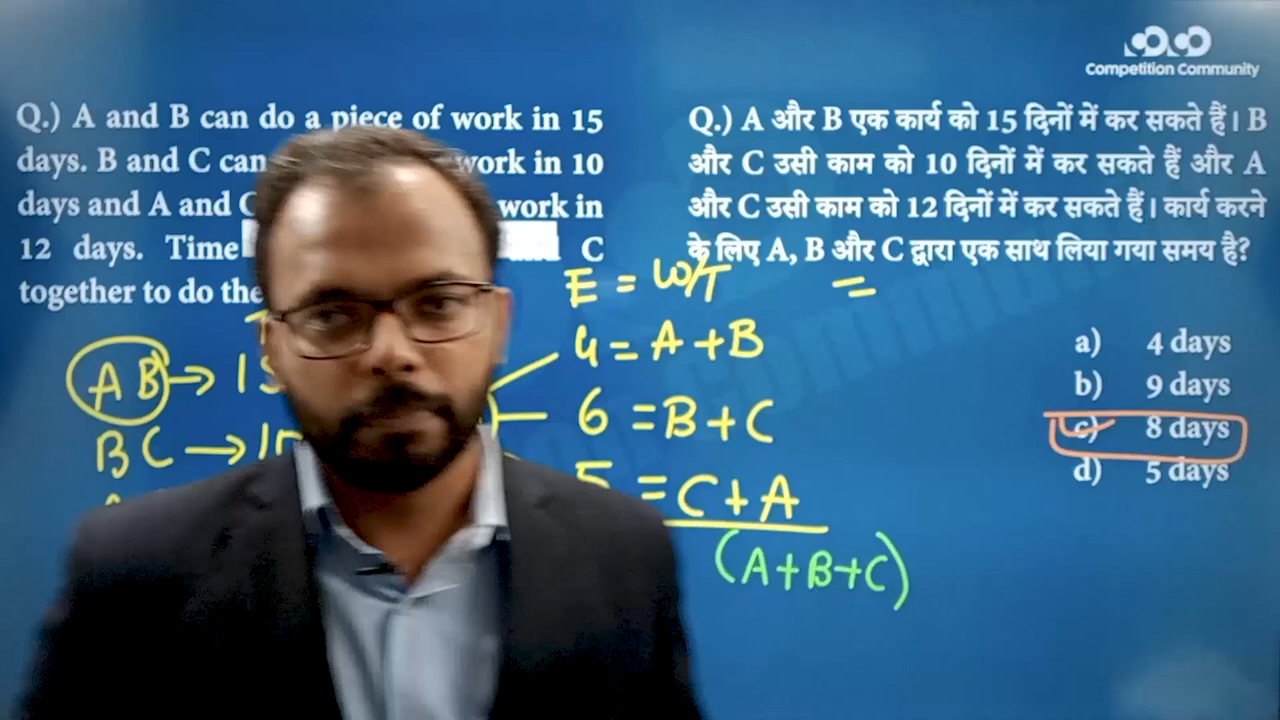 Competition Community
Q.) A and B can do a piece of work in 15
days. B and C can work in 10
days and A and C work in
12 days. Time C
together to do the
Q.) A और B एक कार्य को 15 दिनों में कर सकते हैं। B
और C उसी काम को 10 दिनों में कर सकते हैं और A
और C उसी काम को 12 दिनों में कर सकते हैं। कार्य करने
के लिए A, B और C द्वारा एक साथ लिया गया समय है?
a) 4 days
b) 9 days
c) 8 days
d) 5 days
A B → 15
BC → 10
E = W/T =
4 = A + B
6 = B + C
5 = C + A
(A+B+C)